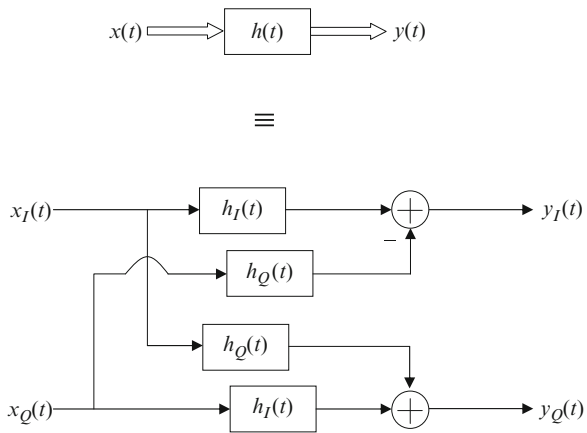 x(t) h(t) y(t)
≡
x_I(t) h_I(t) + y_I(t)
−
h_Q(t)
h_Q(t)
x_Q(t) h_I(t) + y_Q(t)